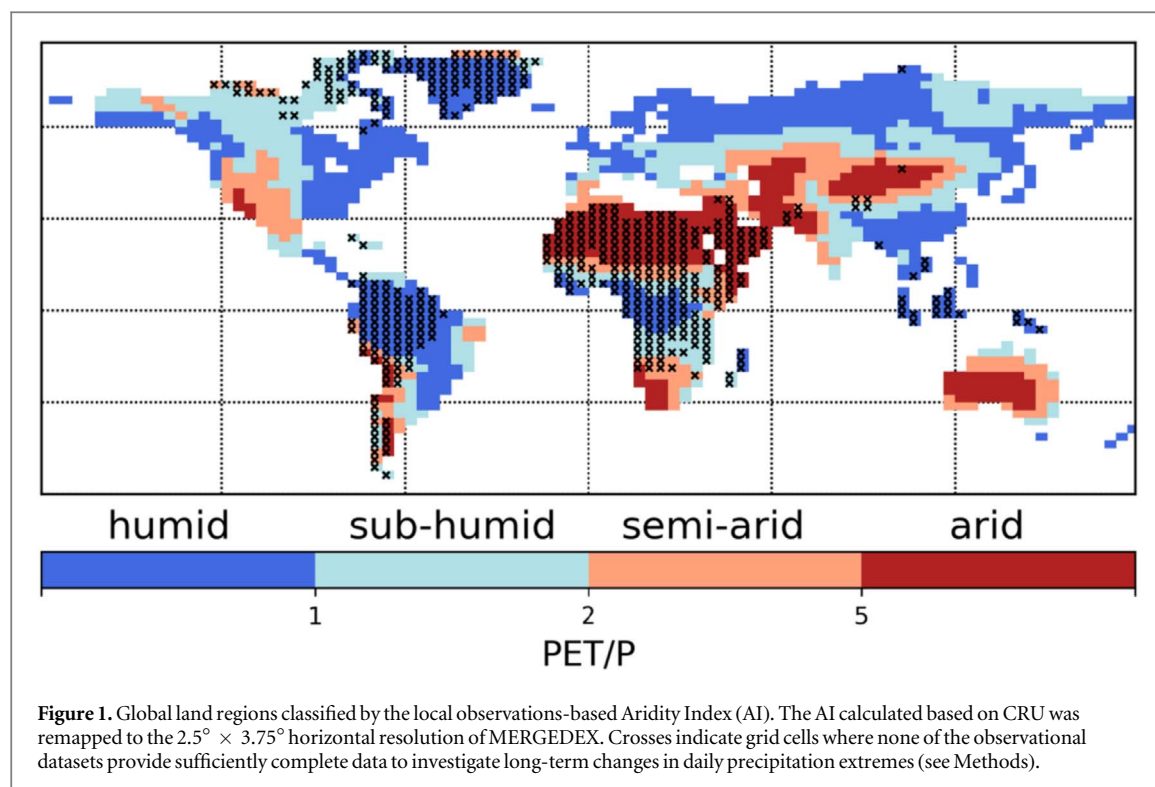 humid sub-humid semi-arid arid
1 2 5
PET/P
Figure 1. Global land regions classified by the local observations-based Aridity Index (AI). The AI calculated based on CRU was
remapped to the 2.5° × 3.75° horizontal resolution of MERGEDEX. Crosses indicate grid cells where none of the observational
datasets provide sufficiently complete data to investigate long-term changes in daily precipitation extremes (see Methods).